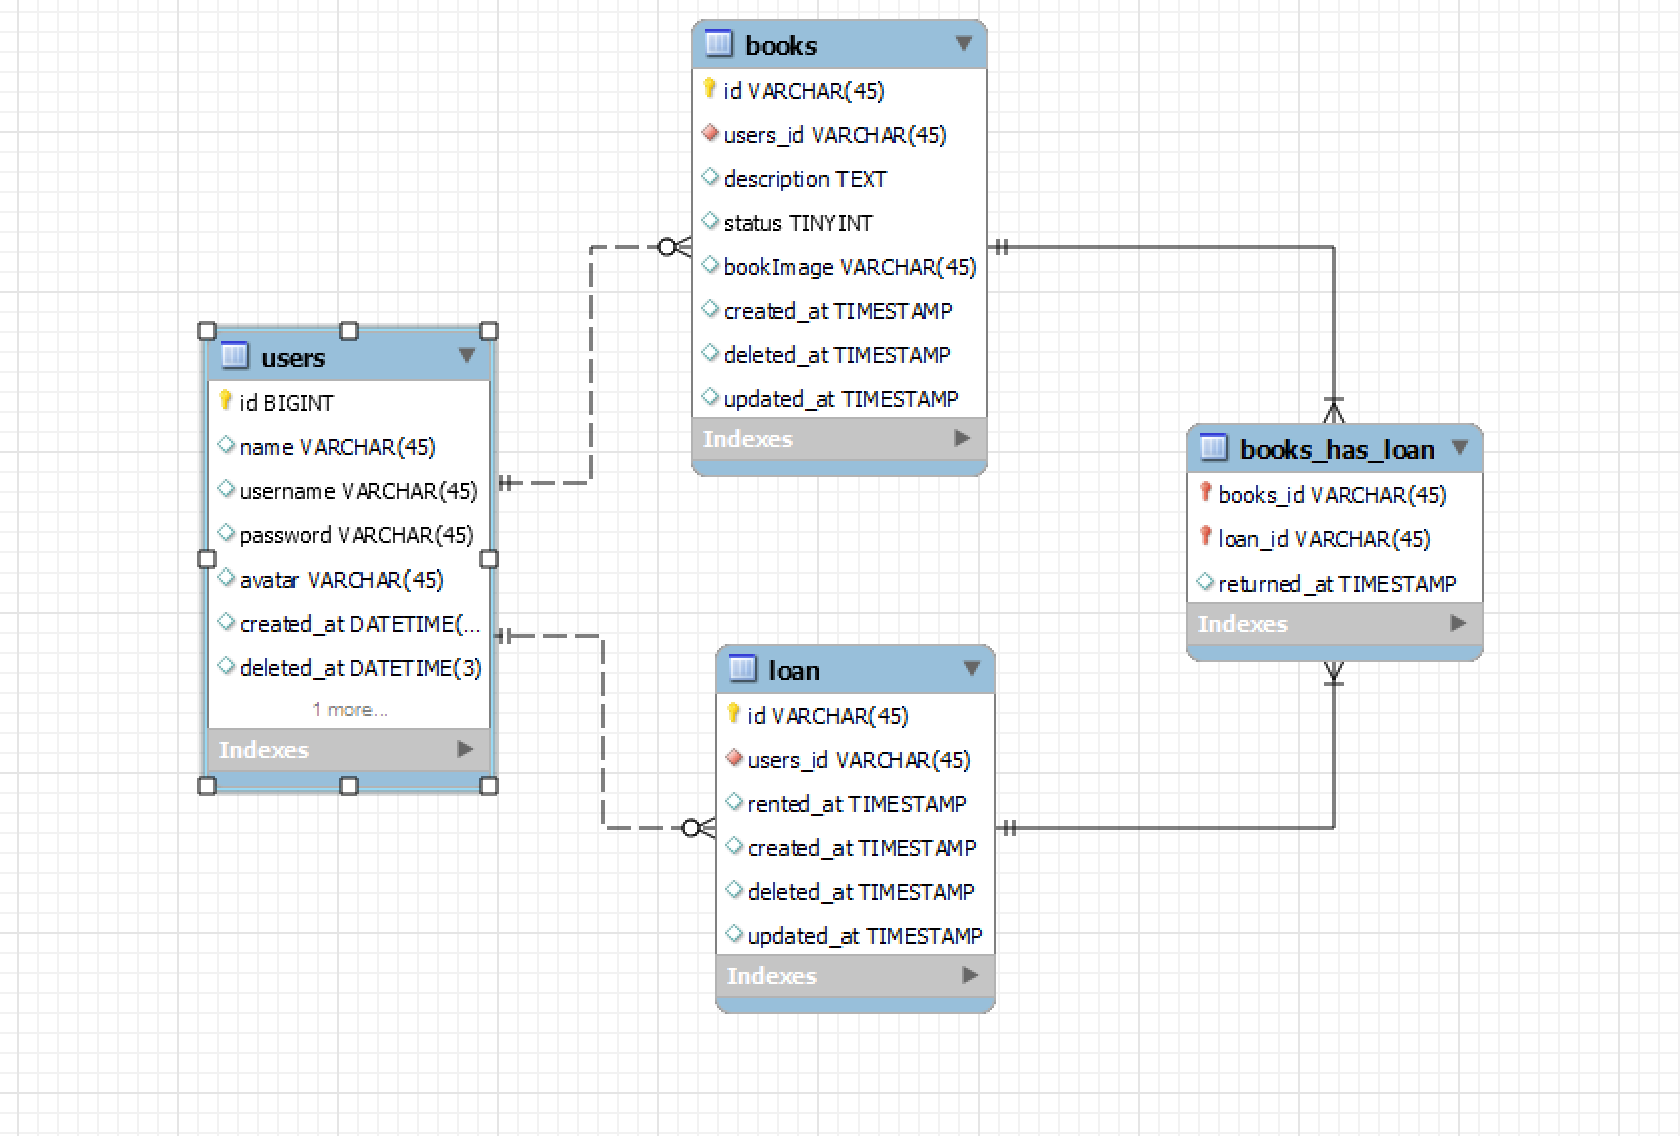 books
id VARCHAR(45)
users_id VARCHAR(45)
description TEXT
status TINYINT
bookImage VARCHAR(45)
created_at TIMESTAMP
deleted_at TIMESTAMP
updated_at TIMESTAMP
Indexes
users
id BIGINT
name VARCHAR(45)
username VARCHAR(45)
password VARCHAR(45)
avatar VARCHAR(45)
created_at DATETIME(...
deleted_at DATETIME(3)
1 more...
Indexes
books_has_loan
books_id VARCHAR(45)
loan_id VARCHAR(45)
returned_at TIMESTAMP
Indexes
loan
id VARCHAR(45)
users_id VARCHAR(45)
rented_at TIMESTAMP
created_at TIMESTAMP
deleted_at TIMESTAMP
updated_at TIMESTAMP
Indexes